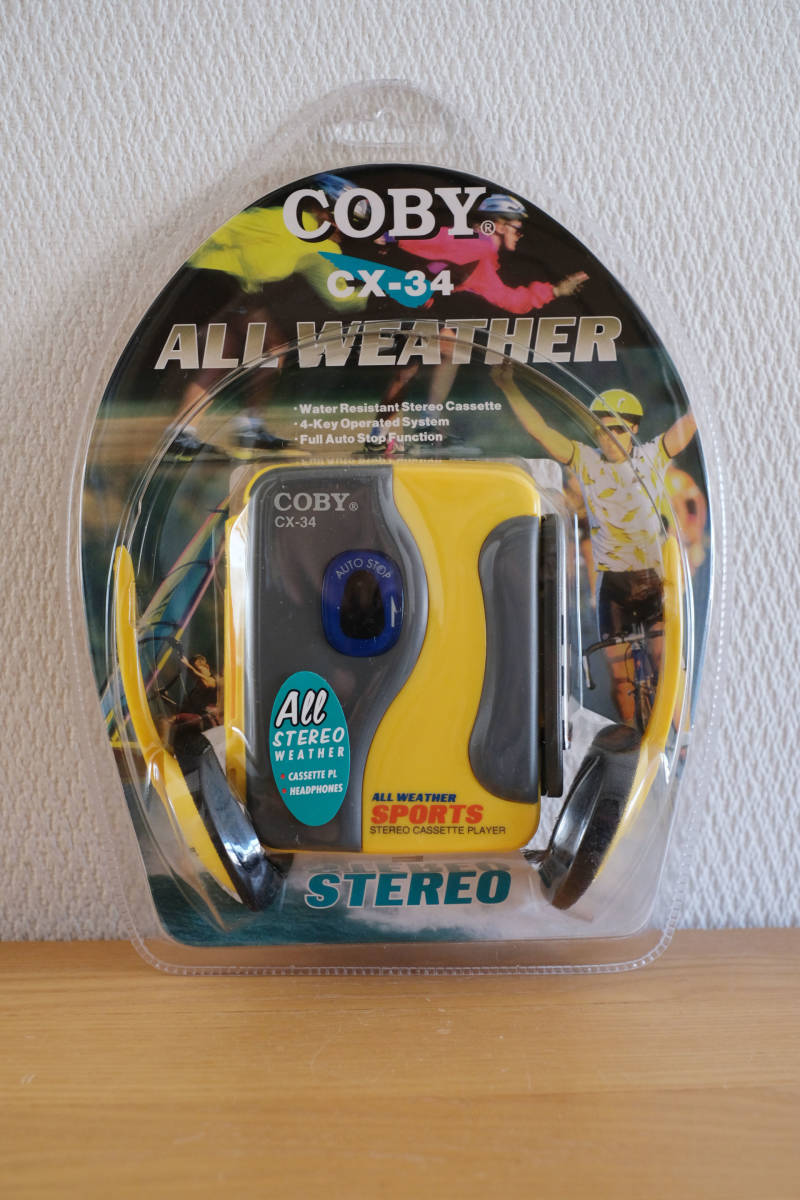 COBY®
CX-34
ALL WEATHER
· Water Resistant Stereo Cassette
· 4-Key Operated System
· Full Auto Stop Function
COBY®
CX-34
AUTO STOP
All
STEREO
WEATHER
• CASSETTE PL
• HEADPHONES
ALL WEATHER
SPORTS
STEREO CASSETTE PLAYER
STEREO